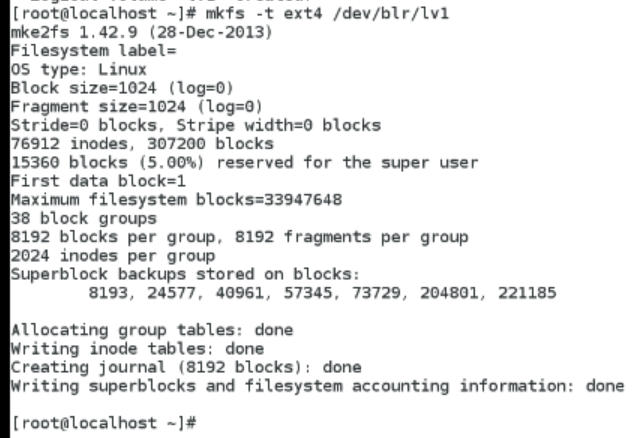 [root@localhost ~]# mkfs -t ext4 /dev/blr/lv1
mke2fs 1.42.9 (28-Dec-2013)
Filesystem label=
OS type: Linux
Block size=1024 (log=0)
Fragment size=1024 (log=0)
Stride=0 blocks, Stripe width=0 blocks
76912 inodes, 307200 blocks
15360 blocks (5.00%) reserved for the super user
First data block=1
Maximum filesystem blocks=33947648
38 block groups
8192 blocks per group, 8192 fragments per group
2024 inodes per group
Superblock backups stored on blocks:
        8193, 24577, 40961, 57345, 73729, 204801, 221185

Allocating group tables: done
Writing inode tables: done
Creating journal (8192 blocks): done
Writing superblocks and filesystem accounting information: done

[root@localhost ~]#